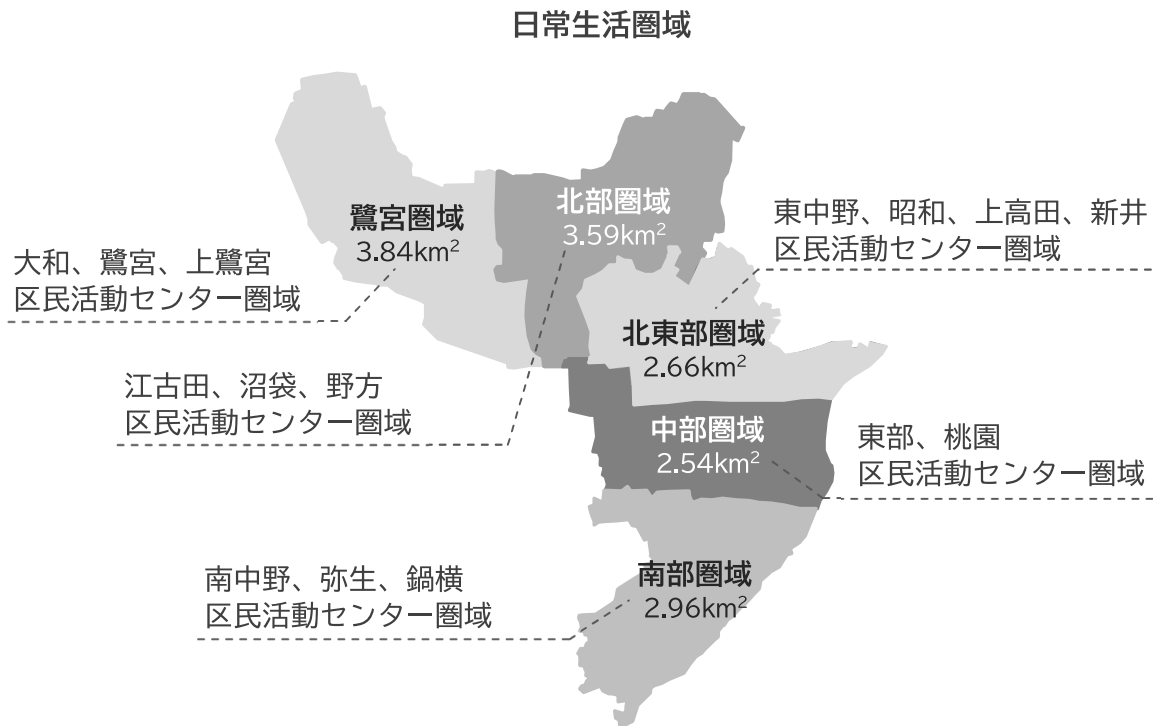 日常生活圏域
鷺宮圏域
3.84km²
北部圏域
3.59km²
東中野、昭和、上高田、新井
区民活動センター圏域
大和、鷺宮、上鷺宮
区民活動センター圏域
北東部圏域
2.66km²
江古田、沼袋、野方
区民活動センター圏域
中部圏域
2.54km²
東部、桃園
区民活動センター圏域
南中野、弥生、鍋横
区民活動センター圏域
南部圏域
2.96km²